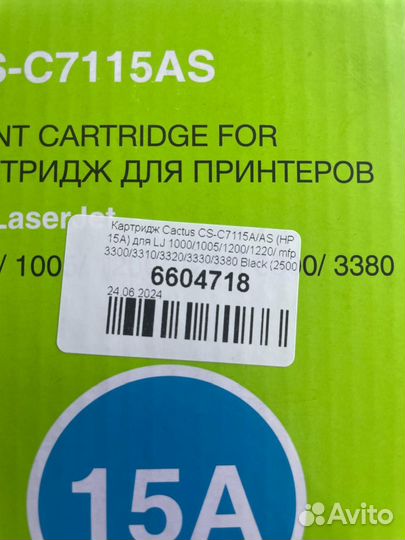 S-C7115AS
NT CARTRIDGE FOR
ТРИДЖ ДЛЯ ПРИНТЕРОВ
LaserJet
/ 100 / 3380
Картридж Cactus CS-C7115A/AS (HP
15A) для LJ 1000/1005/1200/1220/ mfp
3300/3310/3320/3330/3380 Black (2500
6604718
24.06.2024
15A
Avito